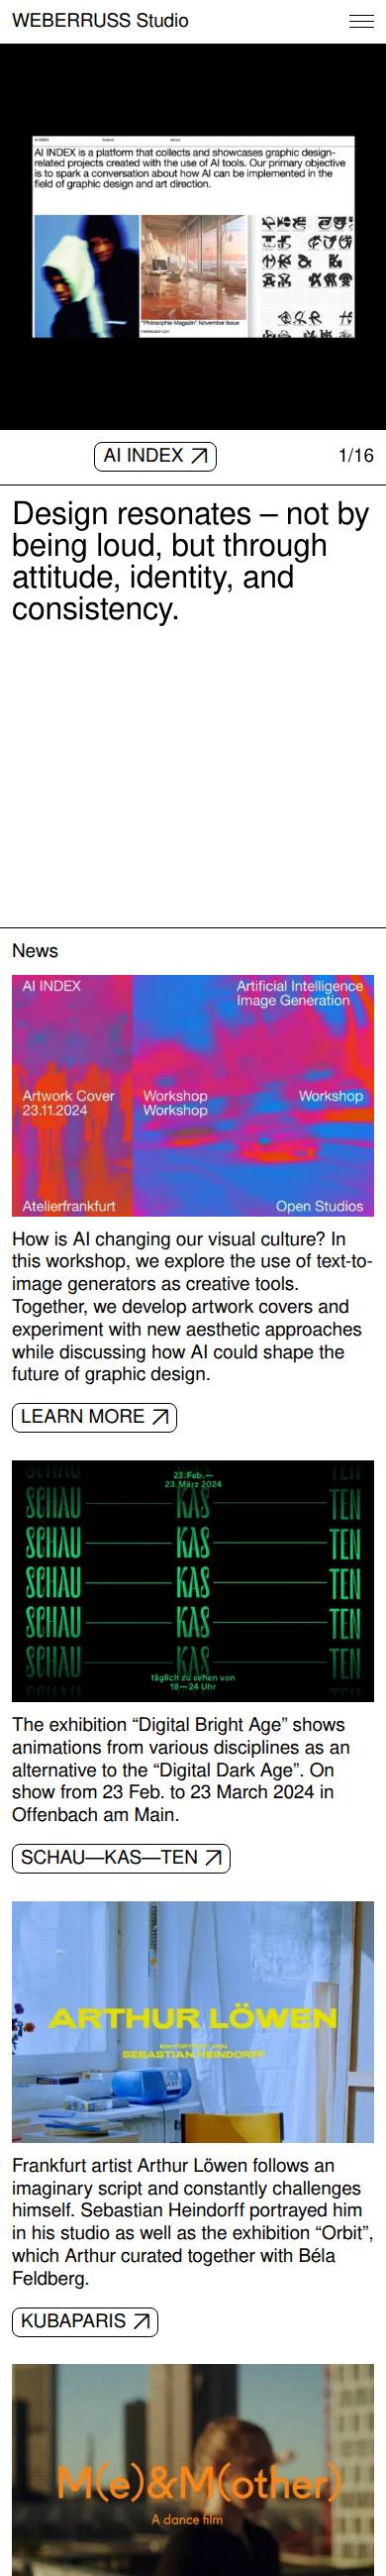 WEBERRUSS Studio
AI INDEX is a platform that collects and showcases graphic design-
related projects created with the use of AI tools. Our primary objective
is to spark a conversation about how AI can be implemented in the
field of graphic design and art direction.
"Philosophie Magazin" November Issue
AI INDEX
1/16
Design resonates – not by
being loud, but through
attitude, identity, and
consistency.
News
AI INDEX
Artificial Intelligence
Image Generation
Artwork Cover
23.11.2024
Workshop
Workshop
Workshop
Atelierfrankfurt
Open Studios
How is AI changing our visual culture? In
this workshop, we explore the use of text-to-
image generators as creative tools.
Together, we develop artwork covers and
experiment with new aesthetic approaches
while discussing how AI could shape the
future of graphic design.
LEARN MORE
23. Feb.—
23. März 2024
SCHAU KAS TEN
SCHAU KAS TEN
SCHAU KAS TEN
SCHAU KAS TEN
SCHAU KAS TEN
täglich zu sehen von
18—24 Uhr
The exhibition “Digital Bright Age” shows
animations from various disciplines as an
alternative to the “Digital Dark Age”. On
show from 23 Feb. to 23 March 2024 in
Offenbach am Main.
SCHAU—KAS—TEN
ARTHUR LÖWEN
EIN PORTRAIT VON
SEBASTIAN HEINDORFF
Frankfurt artist Arthur Löwen follows an
imaginary script and constantly challenges
himself. Sebastian Heindorff portrayed him
in his studio as well as the exhibition “Orbit”,
which Arthur curated together with Béla
Feldberg.
KUBAPARIS
M(e)&M(other)
A dance film